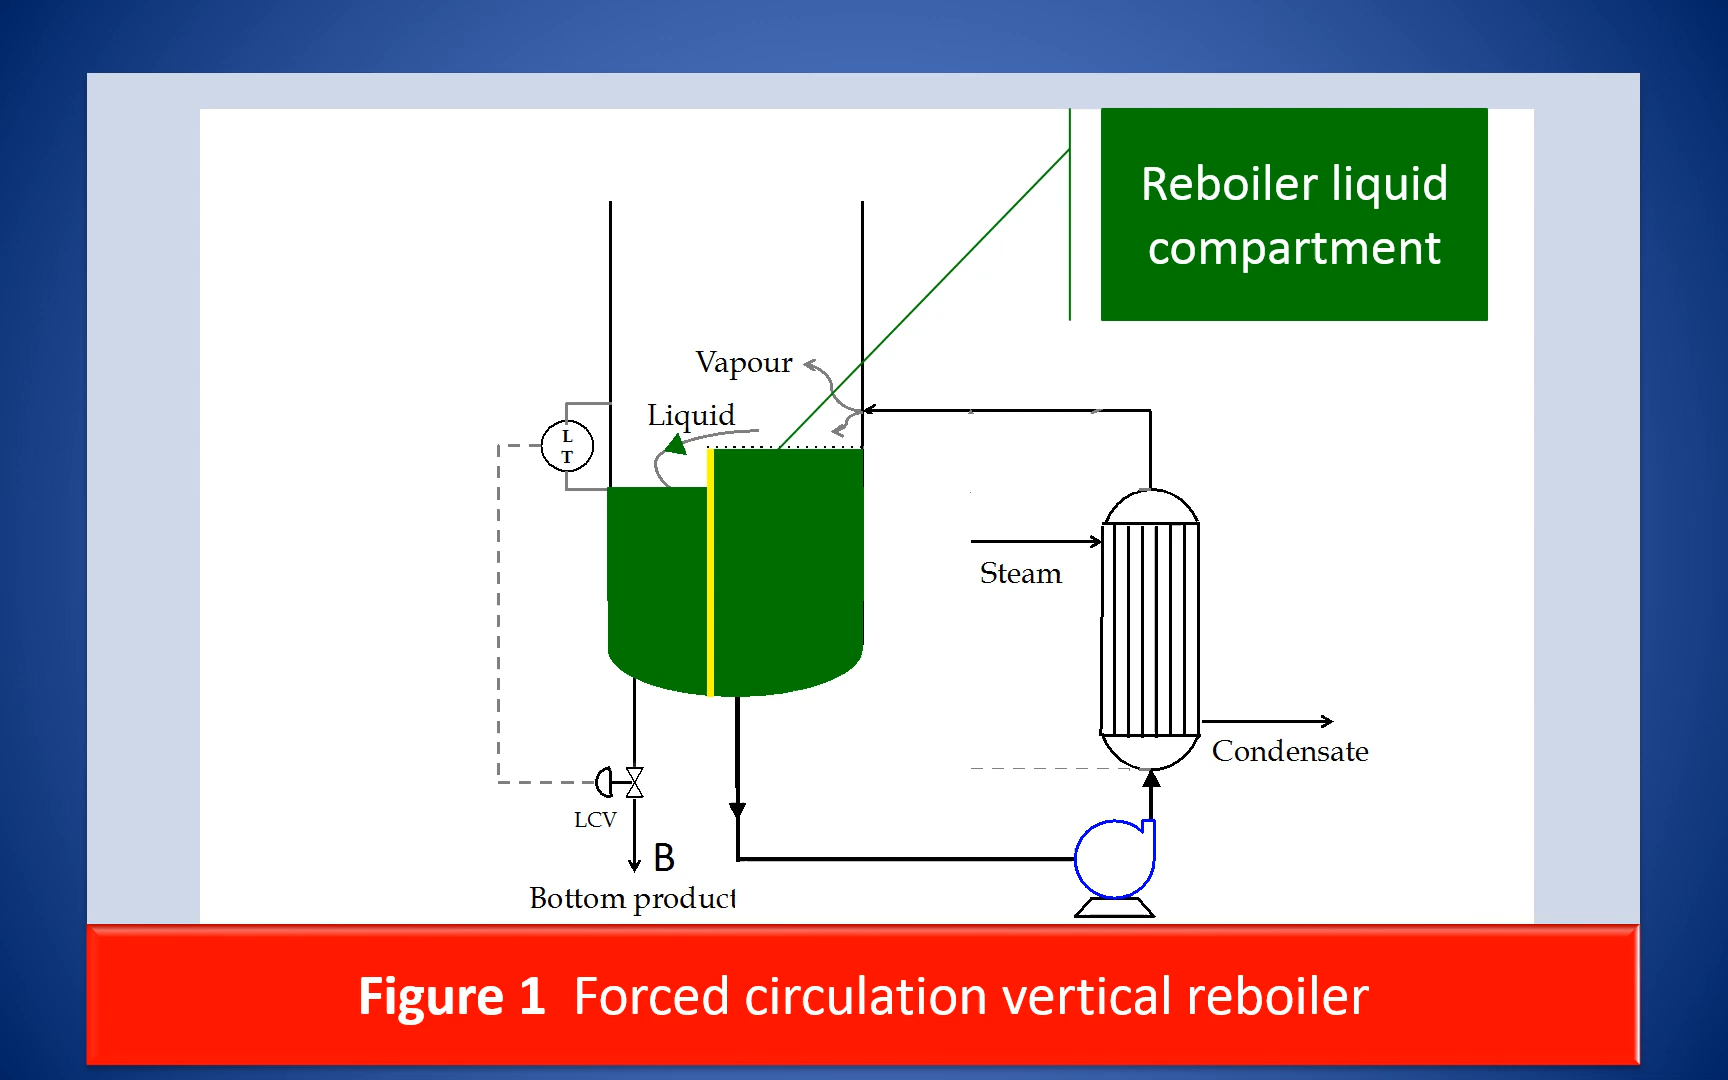 Reboiler liquid
compartment
Vapour
Liquid
L
T
Steam
Condensate
LCV
B
Bottom product
Figure 1 Forced circulation vertical reboiler